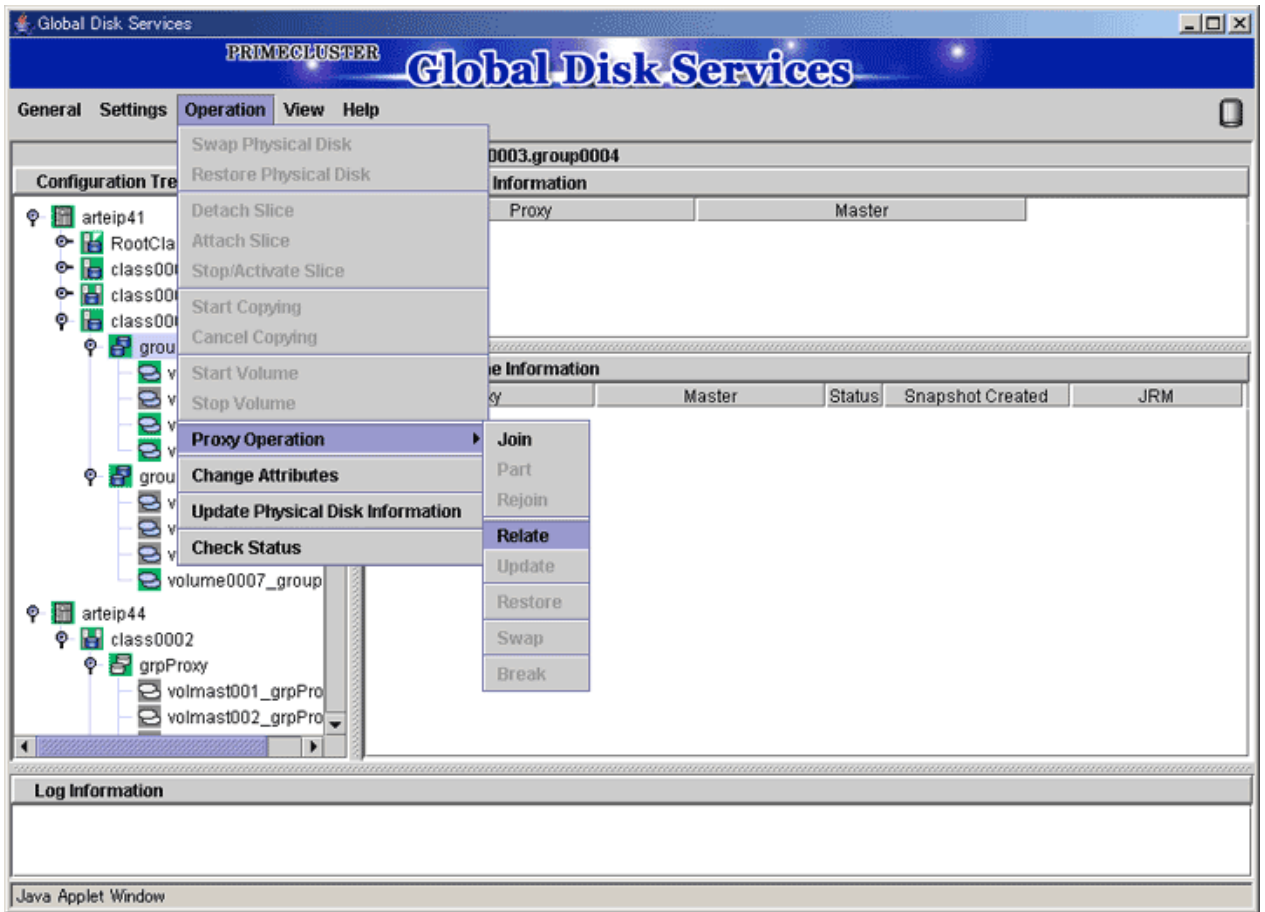 Global Disk Services
PRIMECLUSTER Global Disk Services
General Settings Operation View Help
0003.group0004
Configuration Tre
Information
Proxy Master
arteip41
RootCla
class00
class00
class00
grou
v
v
v
v
grou
v
v
v
volume0007_group
arteip44
class0002
grpProxy
volmast001_grpPro
volmast002_grpPro
Swap Physical Disk
Restore Physical Disk
Detach Slice
Attach Slice
Stop/Activate Slice
Start Copying
Cancel Copying
Start Volume
Stop Volume
Proxy Operation
Change Attributes
Update Physical Disk Information
Check Status
Join
Part
Rejoin
Relate
Update
Restore
Swap
Break
e Information
xy Master Status Snapshot Created JRM
Log Information
Java Applet Window